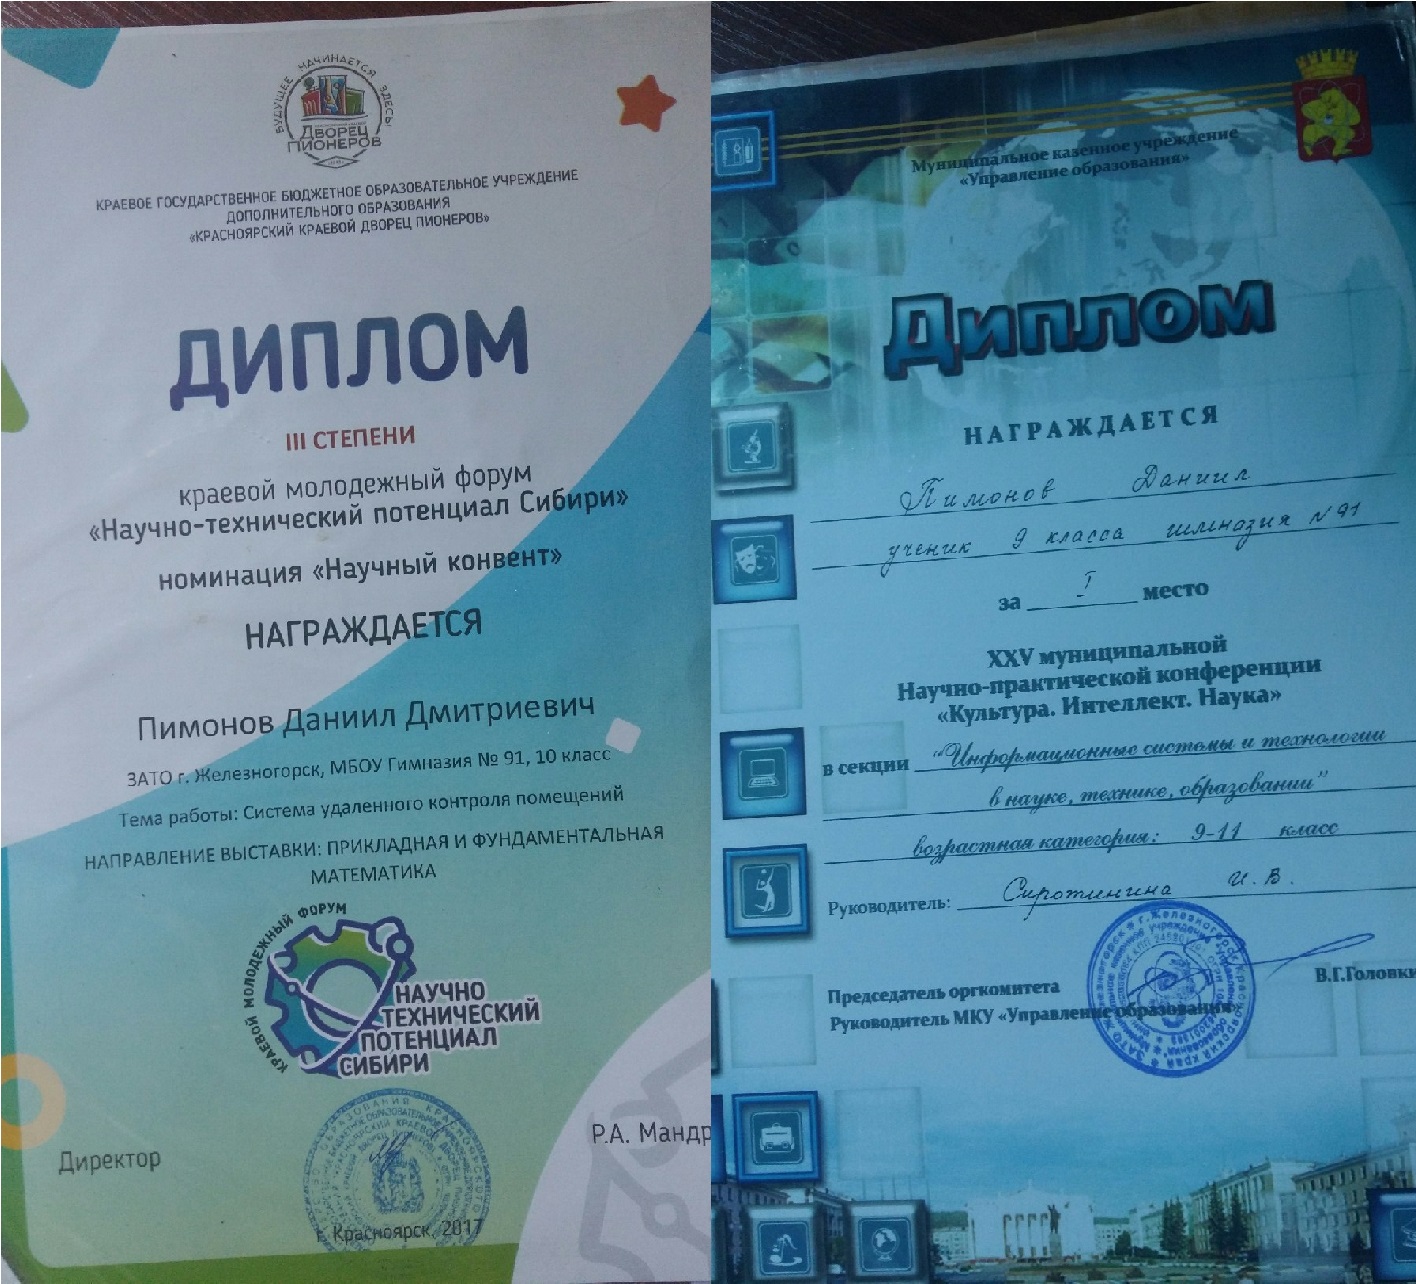 БУДУЩЕЕ НАЧИНАЕТСЯ ЗДЕСЬ!
ДВОРЕЦ
ПИОНЕРОВ
КРАЕВОЕ ГОСУДАРСТВЕННОЕ БЮДЖЕТНОЕ ОБРАЗОВАТЕЛЬНОЕ УЧРЕЖДЕНИЕ
ДОПОЛНИТЕЛЬНОГО ОБРАЗОВАНИЯ
«КРАСНОЯРСКИЙ КРАЕВОЙ ДВОРЕЦ ПИОНЕРОВ»
ДИПЛОМ
III СТЕПЕНИ
краевой молодежный форум
«Научно-технический потенциал Сибири»
номинация «Научный конвент»
НАГРАЖДАЕТСЯ
Пимонов Даниил Дмитриевич
ЗАТО г. Железногорск, МБОУ Гимназия № 91, 10 класс
Тема работы: Система удаленного контроля помещений
НАПРАВЛЕНИЕ ВЫСТАВКИ: ПРИКЛАДНАЯ И ФУНДАМЕНТАЛЬНАЯ
МАТЕМАТИКА
КРАЕВОЙ МОЛОДЕЖНЫЙ ФОРУМ
НАУЧНО
ТЕХНИЧЕСКИЙ
ПОТЕНЦИАЛ
СИБИРИ
Директор
Р.А. Мандр
Красноярск, 2017
Муниципальное казенное учреждение
«Управление образования»
Диплом
НАГРАЖДАЕТСЯ
Пимонов Даниил
ученик 9 класса гимназия №91
за I место
XXV муниципальной
Научно-практической конференции
«Культура. Интеллект. Наука»
в секции "Информационные системы и технологии
в науке, технике, образовании"
возрастная категория: 9-11 класс
Руководитель: Сиротинина И.В.
Председатель оргкомитета
Руководитель МКУ «Управление образования»
В.Г.Головки